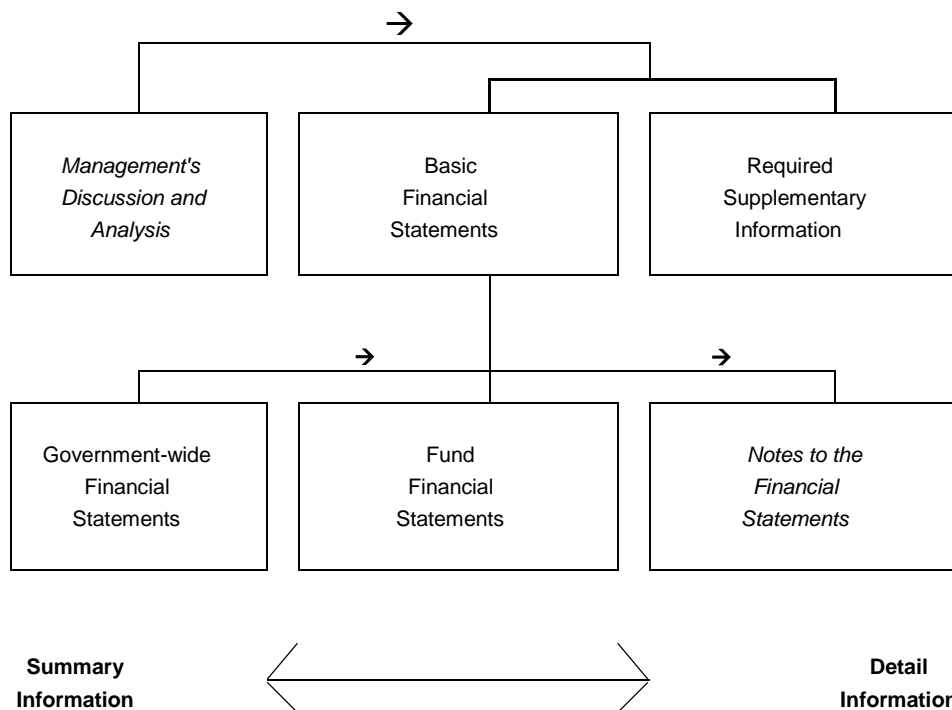 →
Management's
Discussion and
Analysis
Basic
Financial
Statements
Required
Supplementary
Information
→
→
Government-wide
Financial
Statements
Fund
Financial
Statements
Notes to the
Financial
Statements
Summary
Information
Detail
Information